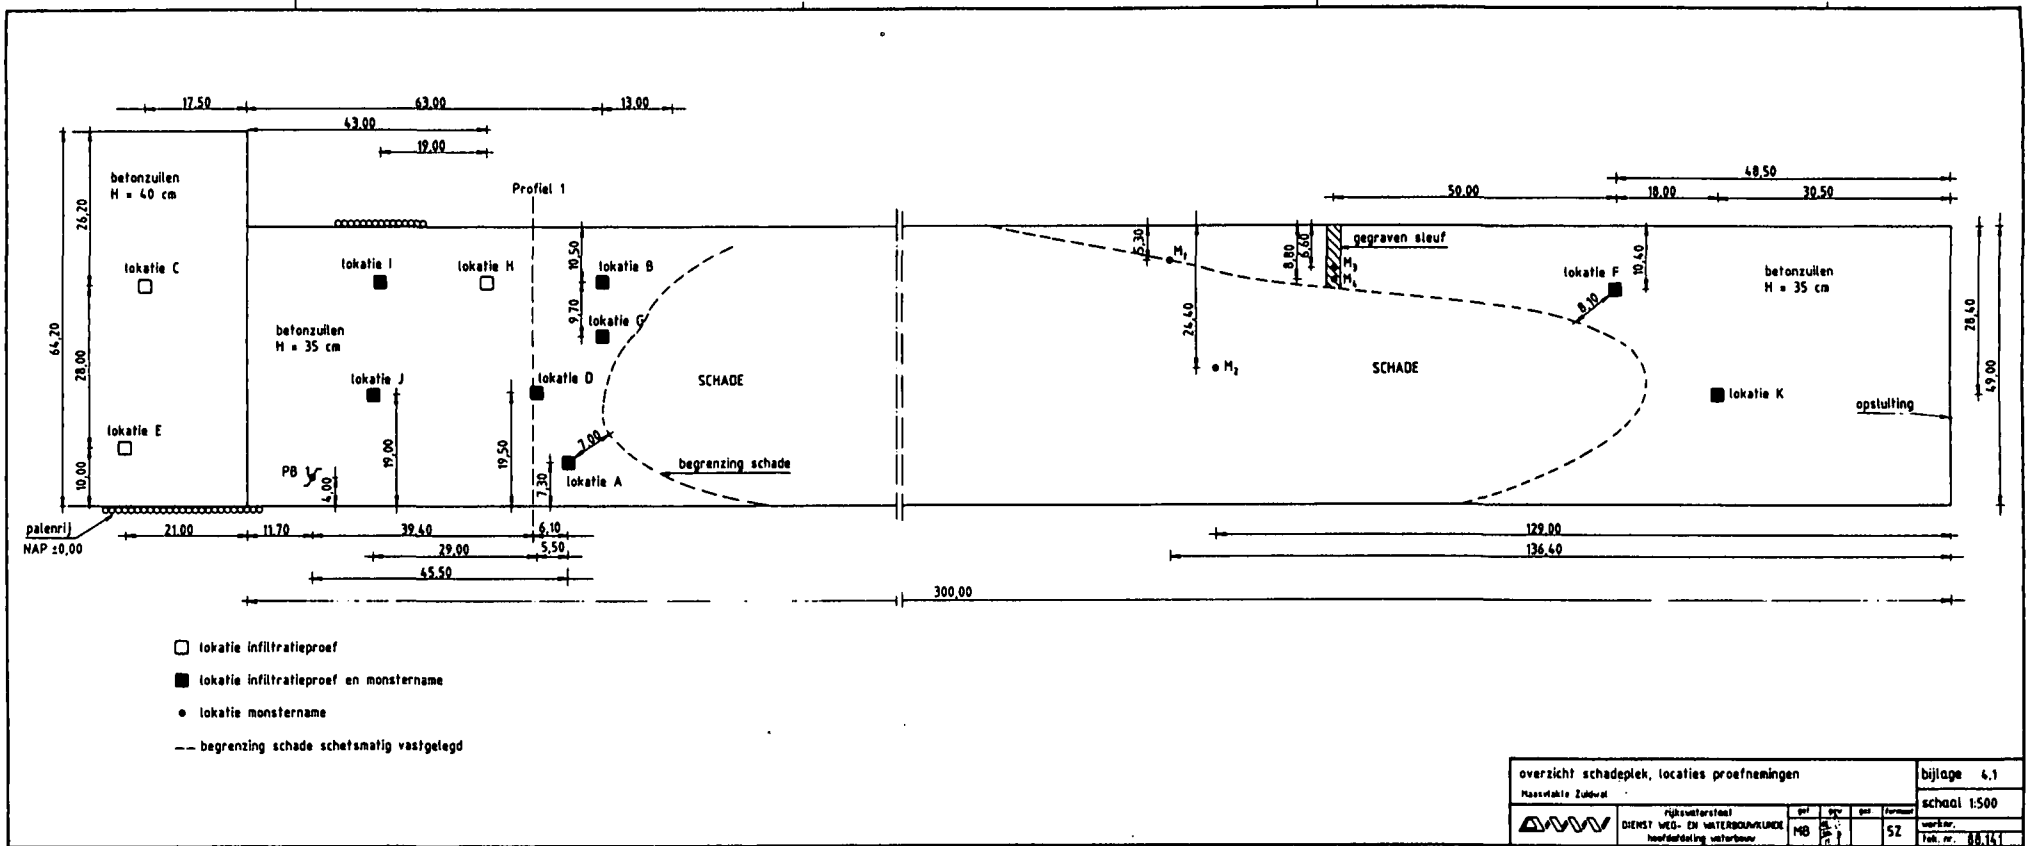 17.50
63,00
13.00
43.00
19.00
48,50
50.00
18.00
30.50
betonzuilen
H = 40 cm
Profiel 1
64,20
26,20
28,00
10,00
lokatie C
lokatie E
lokatie I
lokatie H
10,50
lokatie B
9,70
lokatie G
betonzuilen
H = 35 cm
lokatie J
lokatie D
SCHADE
19,00
19,50
PB 1
4,00
7,30
7,00
lokatie A
begrenzing schade
5,30
M1
24,40
M2
8,80
6,60
gegraven sleuf
M3
M4
SCHADE
lokatie F
8,10
10,40
betonzuilen
H = 35 cm
28,40
49,00
lokatie K
opsluiting
palenrij
NAP ±0,00
21.00
11.70
39.40
6,10
29,00
5,50
45,50
129,00
136,40
300,00
lokatie infiltratieproef
lokatie infiltratieproef en monstername
lokatie monstername
begrenzing schade schetsmatig vastgelegd
overzicht schadeplek, locaties proefnemingen
Maasvlakte Zuidwal
bijlage 4.1
schaal 1:500
rijkswaterstaat
DIENST WEG- EN WATERBOUWKUNDE
hoofdafdeling waterbouw
get
gez
formaat
MB
SZ
werknr.
tek. nr. 88.141